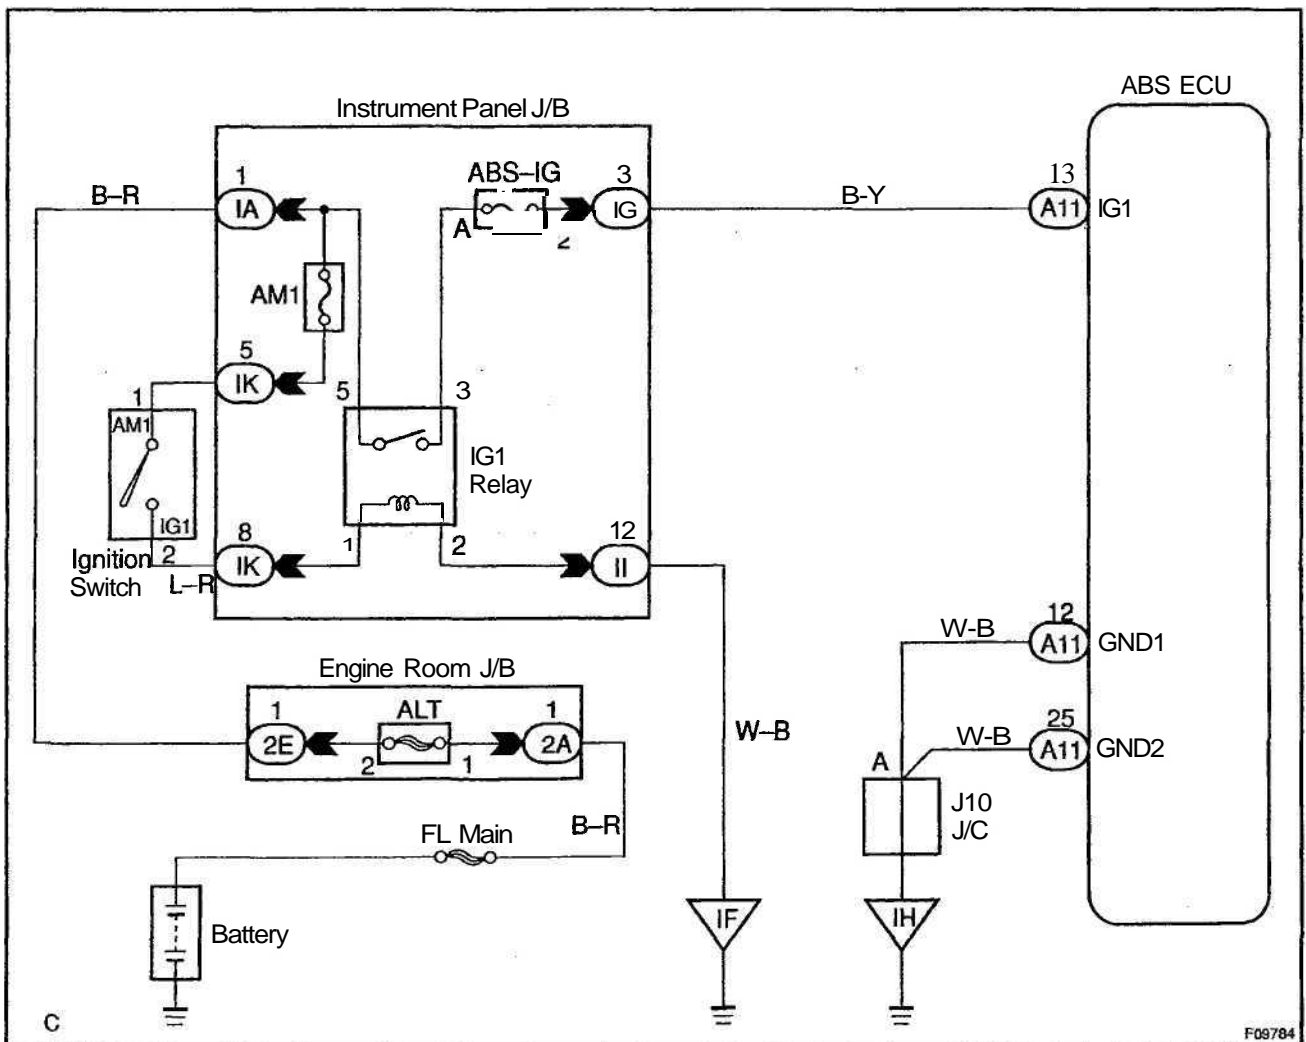 ABS ECU
Instrument Panel J/B
1
ABS-IG
3
13
B-R
IA
A
2
IG
B-Y
A11
IG1
AM1
5
IK
1
AM1
5
3
IG1
Relay
IG1
8
1
2
12
Ignition
Switch
2
L-R
IK
II
12
W-B
A11
GND1
Engine Room J/B
1
ALT
1
W-B
25
2E
2
1
2A
W-B
A11
GND2
A
J10
J/C
FL Main
B-R
Battery
IF
IH
C
F09784